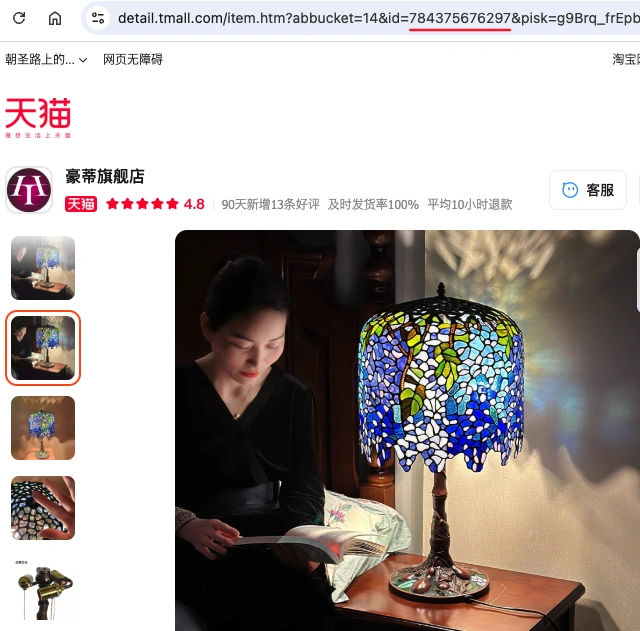 detail.tmall.com/item.htm?abbucket=14&id=784375676297&pisk=g9Brq_frEpb
朝圣路上的... 网页无障碍
天猫
理想生活上天猫
豪蒂旗舰店
天猫 4.8 90天新增13条好评 及时发货率100% 平均10小时退款
客服